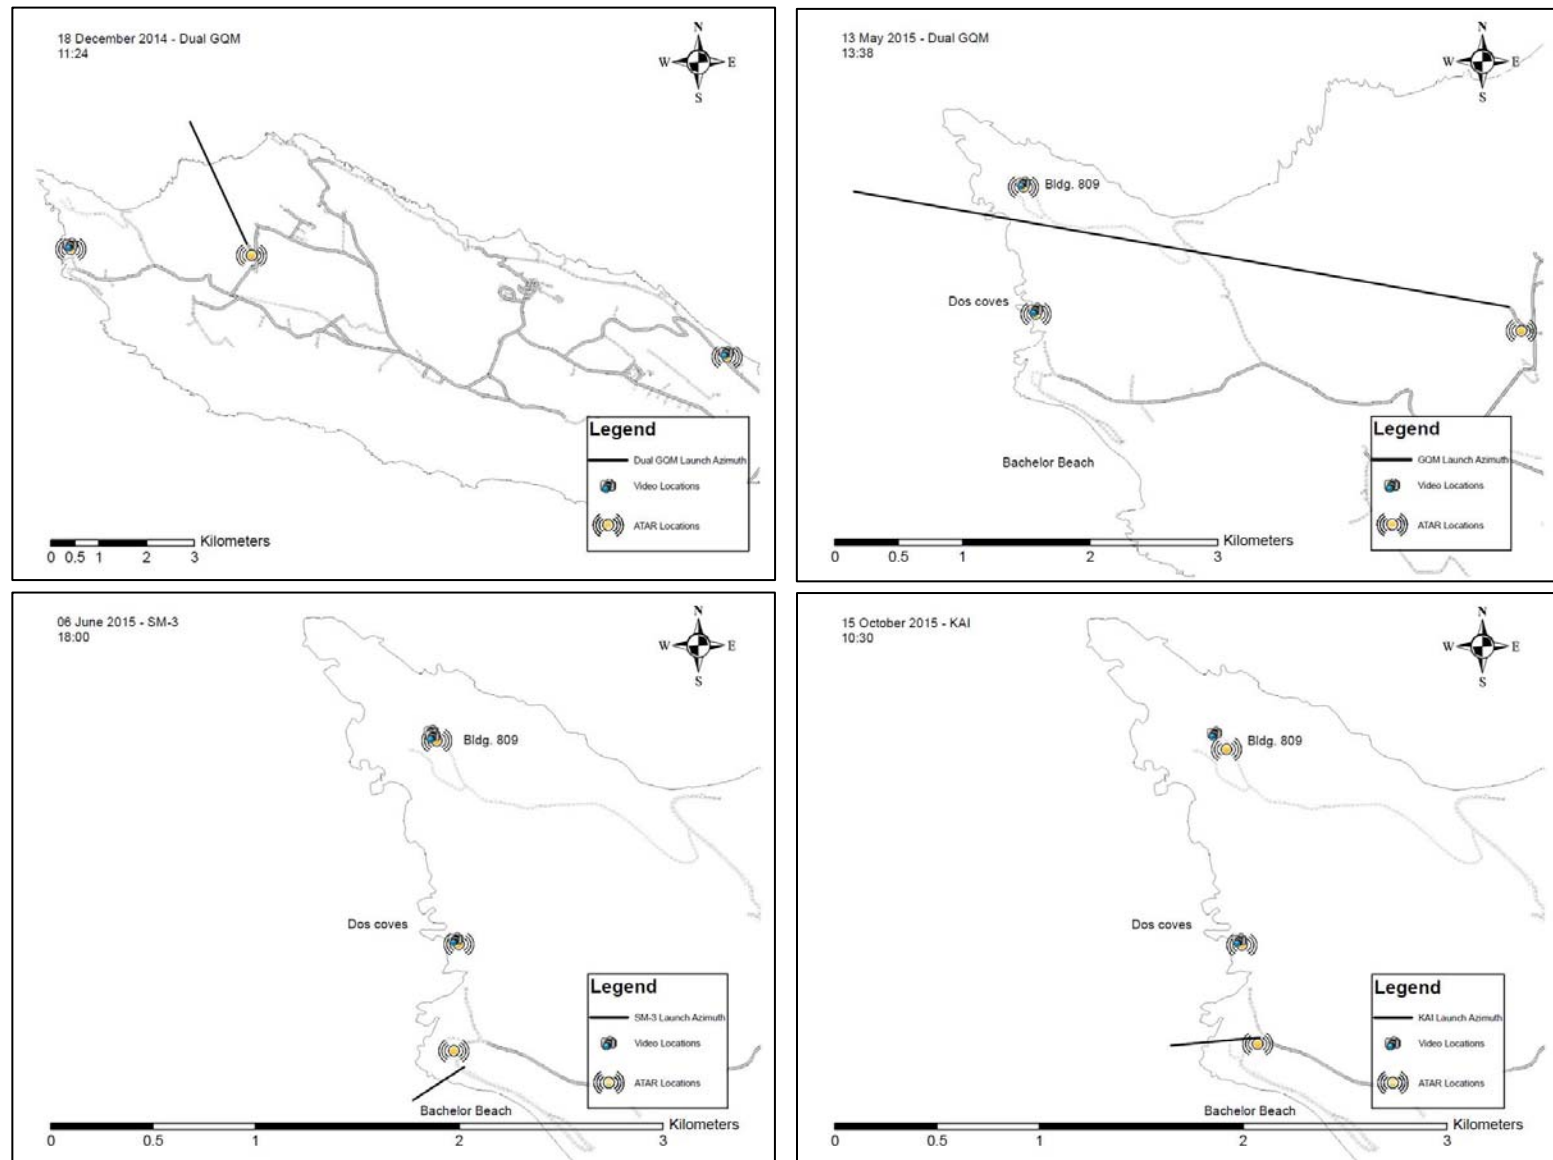 18 December 2014 - Dual GQM
11:24
N
W E
S
Legend
Dual GQM Launch Azimuth
Video Locations
ATAR Locations
Kilometers
0 0.5 1 2 3
13 May 2015 - Dual GQM
13:38
N
W E
S
Bldg. 809
Dos coves
Bachelor Beach
Legend
GQM Launch Azimuth
Video Locations
ATAR Locations
Kilometers
0 0.5 1 2 3
06 June 2015 - SM-3
18:00
N
W E
S
Bldg. 809
Dos coves
Legend
SM-3 Launch Azimuth
Video Locations
ATAR Locations
Bachelor Beach
Kilometers
0 0.5 1 2 3
15 October 2015 - KAI
10:30
N
W E
S
Bldg. 809
Dos coves
Legend
KAI Launch Azimuth
Video Locations
ATAR Locations
Bachelor Beach
Kilometers
0 0.5 1 2 3